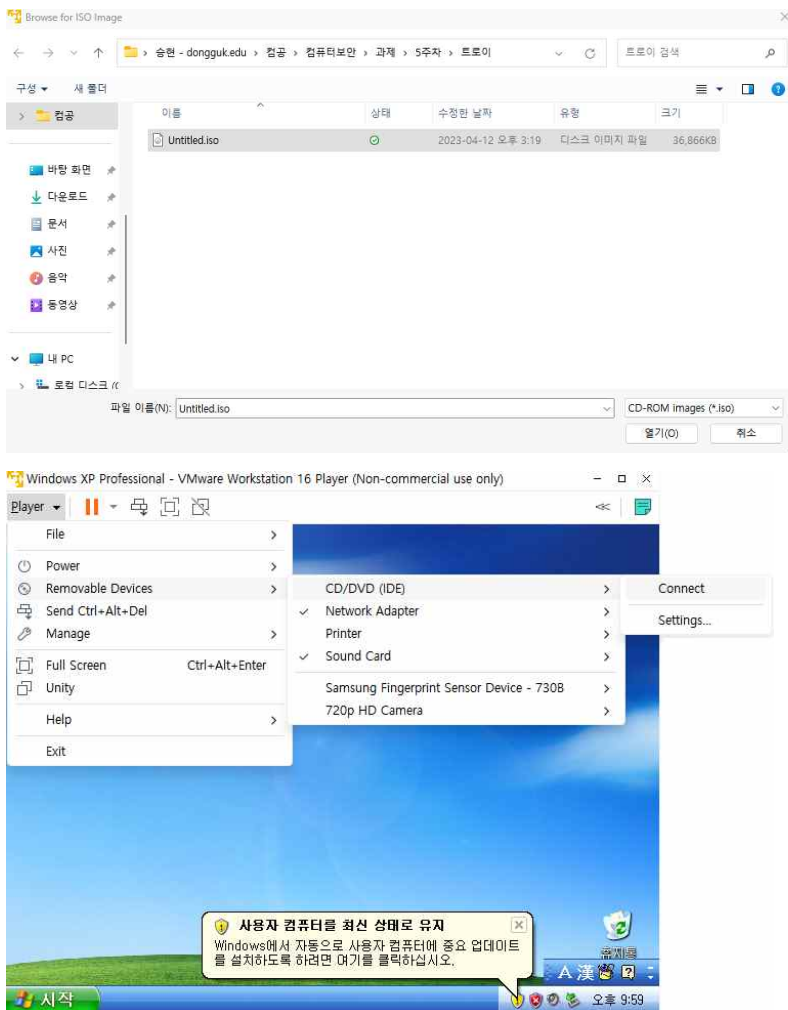 Browse for ISO Image
승현 - dongguk.edu > 컴공 > 컴퓨터보안 > 과제 > 5주차 > 트로이
트로이 검색
구성
새 폴더
컴공
이름 상태 수정한 날짜 유형 크기
Untitled.iso 2023-04-12 오후 3:19 디스크 이미지 파일 36,866KB
바탕 화면
다운로드
문서
사진
음악
동영상
내 PC
로컬 디스크 (C
파일 이름(N): Untitled.iso CD-ROM images (*.iso)
열기(O) 취소
Windows XP Professional - VMware Workstation 16 Player (Non-commercial use only)
Player
File
Power
Removable Devices CD/DVD (IDE) Connect
Send Ctrl+Alt+Del Network Adapter Settings...
Manage Printer
Full Screen Ctrl+Alt+Enter Sound Card
Unity Samsung Fingerprint Sensor Device - 730B
Help 720p HD Camera
Exit
사용자 컴퓨터를 최신 상태로 유지
Windows에서 자동으로 사용자 컴퓨터에 중요 업데이트
를 설치하도록 하려면 여기를 클릭하십시오.
휴지통
A 漢
시작 오후 9:59